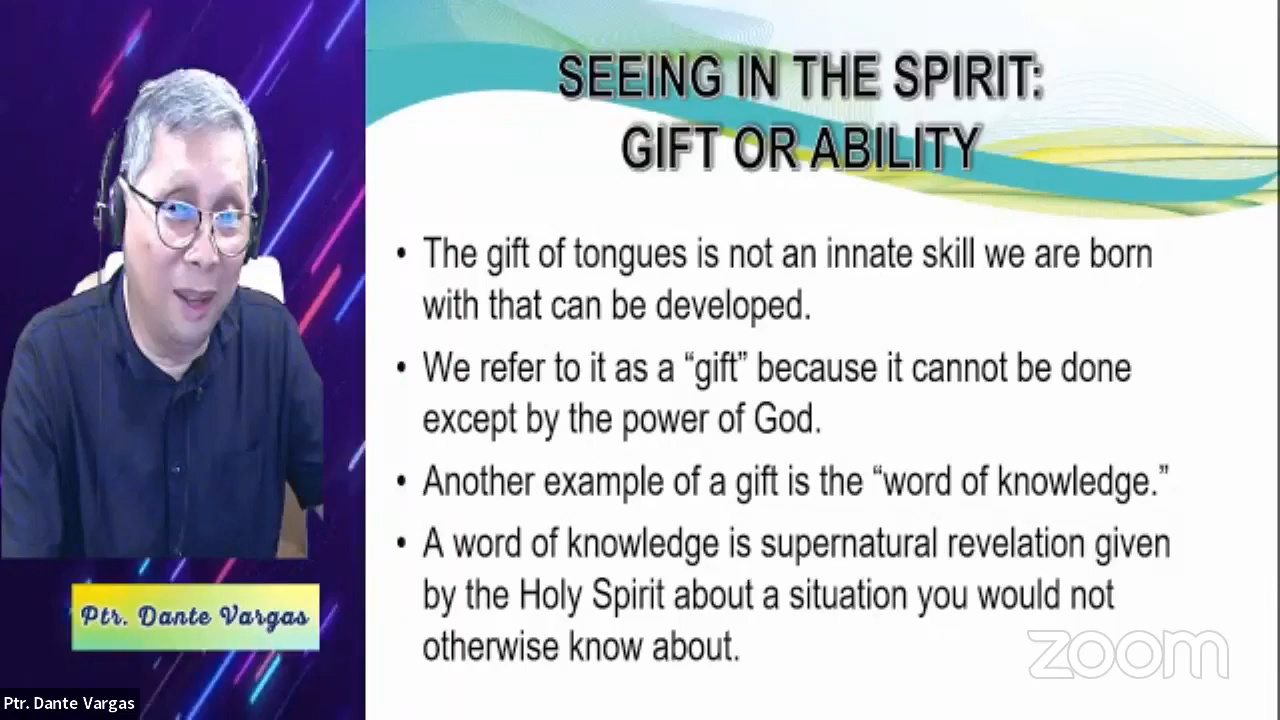 SEEING IN THE SPIRIT:
GIFT OR ABILITY
• The gift of tongues is not an innate skill we are born
with that can be developed.
• We refer to it as a “gift” because it cannot be done
except by the power of God.
• Another example of a gift is the “word of knowledge.”
• A word of knowledge is supernatural revelation given
by the Holy Spirit about a situation you would not
otherwise know about.
Ptr. Dante Vargas
Ptr. Dante Vargas
zoom